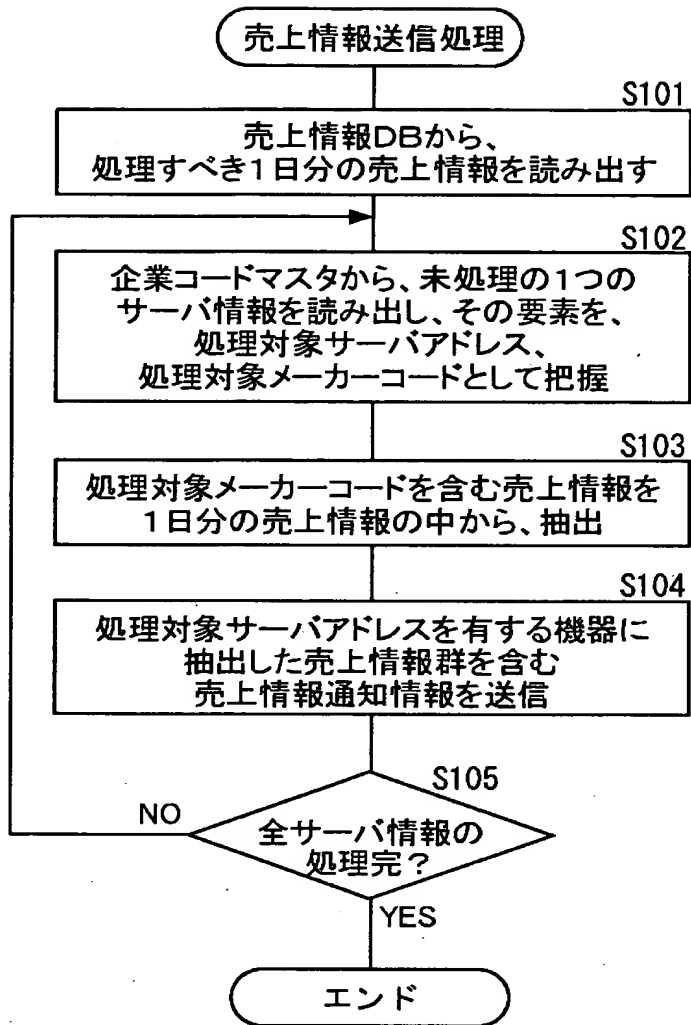 売上情報送信処理
S101
売上情報DBから、
処理すべき1日分の売上情報を読み出す
S102
企業コードマスタから、未処理の1つの
サーバ情報を読み出し、その要素を、
処理対象サーバアドレス、
処理対象メーカーコードとして把握
S103
処理対象メーカーコードを含む売上情報を
1日分の売上情報の中から、抽出
S104
処理対象サーバアドレスを有する機器に
抽出した売上情報群を含む
売上情報通知情報を送信
S105
NO
全サーバ情報の
処理完?
YES
エンド